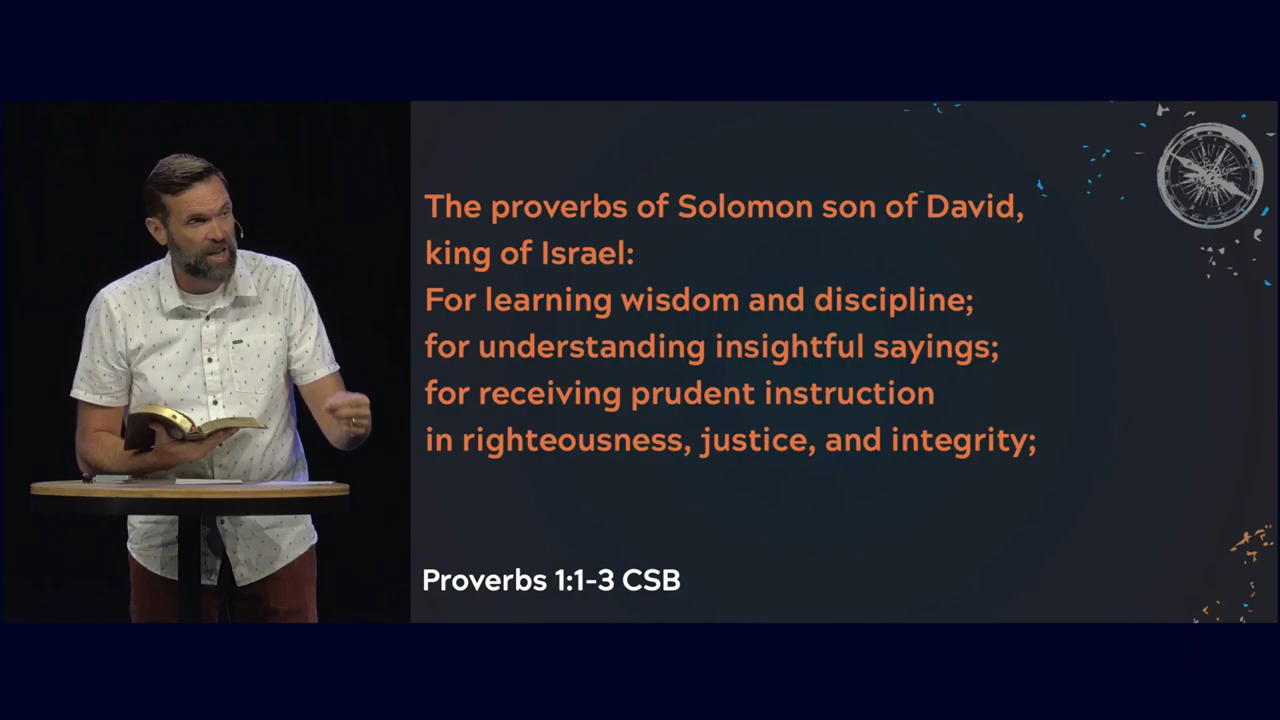 The proverbs of Solomon son of David,
king of Israel:
For learning wisdom and discipline;
for understanding insightful sayings;
for receiving prudent instruction
in righteousness, justice, and integrity;
Proverbs 1:1-3 CSB